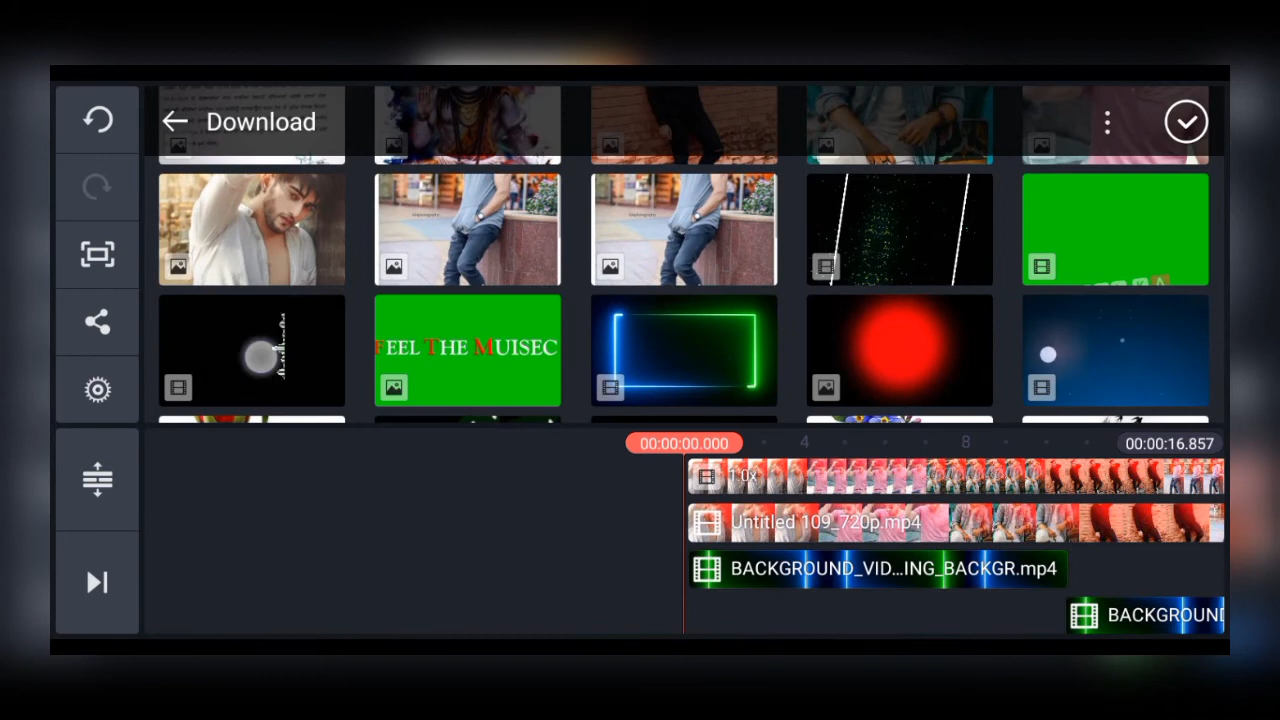 Download
FEEL THE MUISEC
00:00:00.000
4
8
00:00:16.857
1.0x
Untitled 109_720p.mp4
BACKGROUND_VID...ING_BACKGR.mp4
BACKGROUND